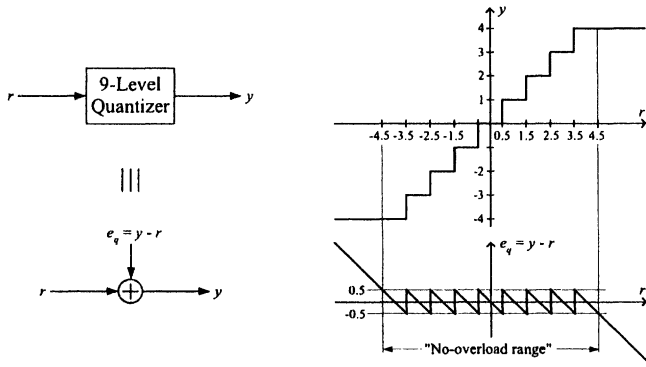 9-Level
Quantizer
r
y
e_q = y - r
r
y
y
4
3
2
1
r
-4.5 -3.5 -2.5 -1.5 0.5 1.5 2.5 3.5 4.5
-2
-3
-4
e_q = y - r
0.5
-0.5
r
"No-overload range"